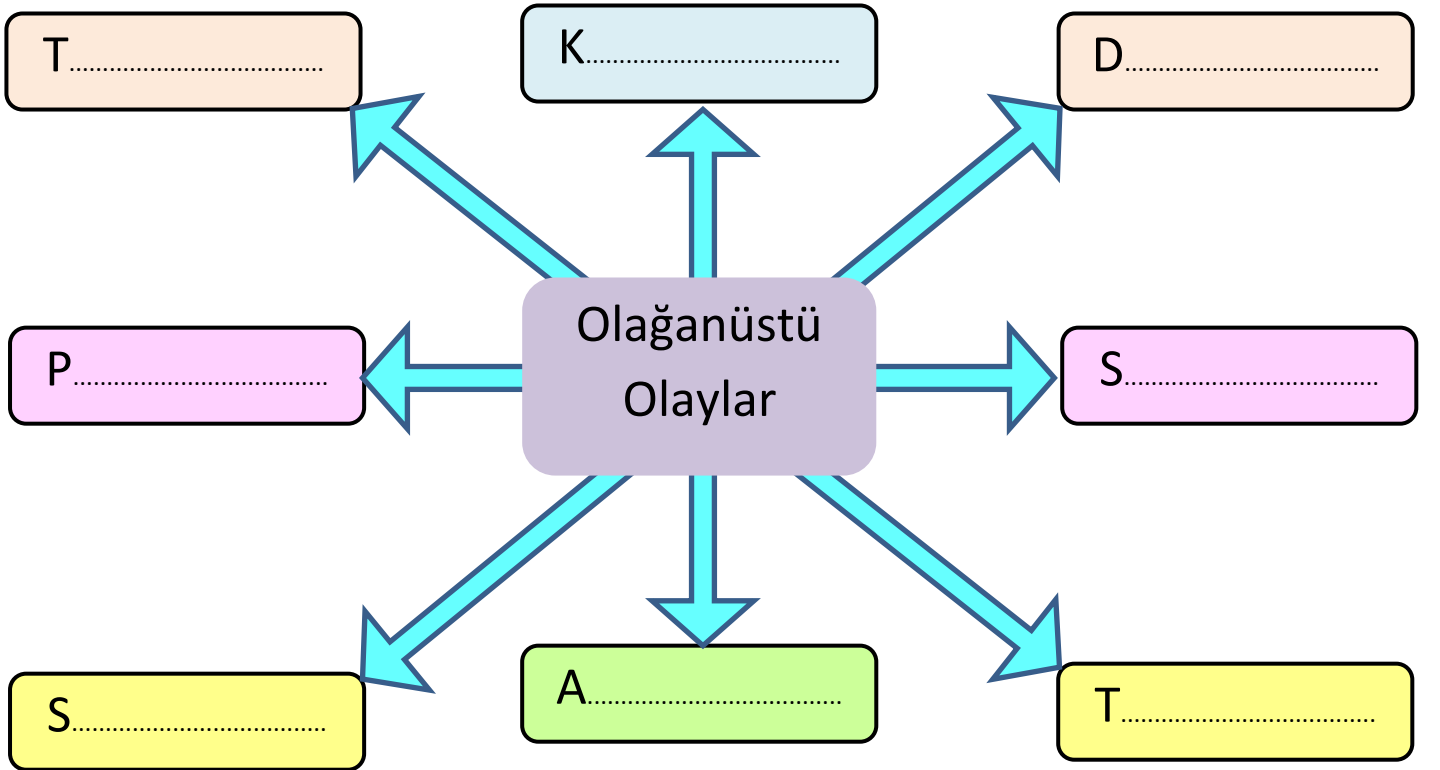 T......................................
K......................................
D......................................
Olağanüstü
Olaylar
P......................................
S......................................
S......................................
A......................................
T......................................